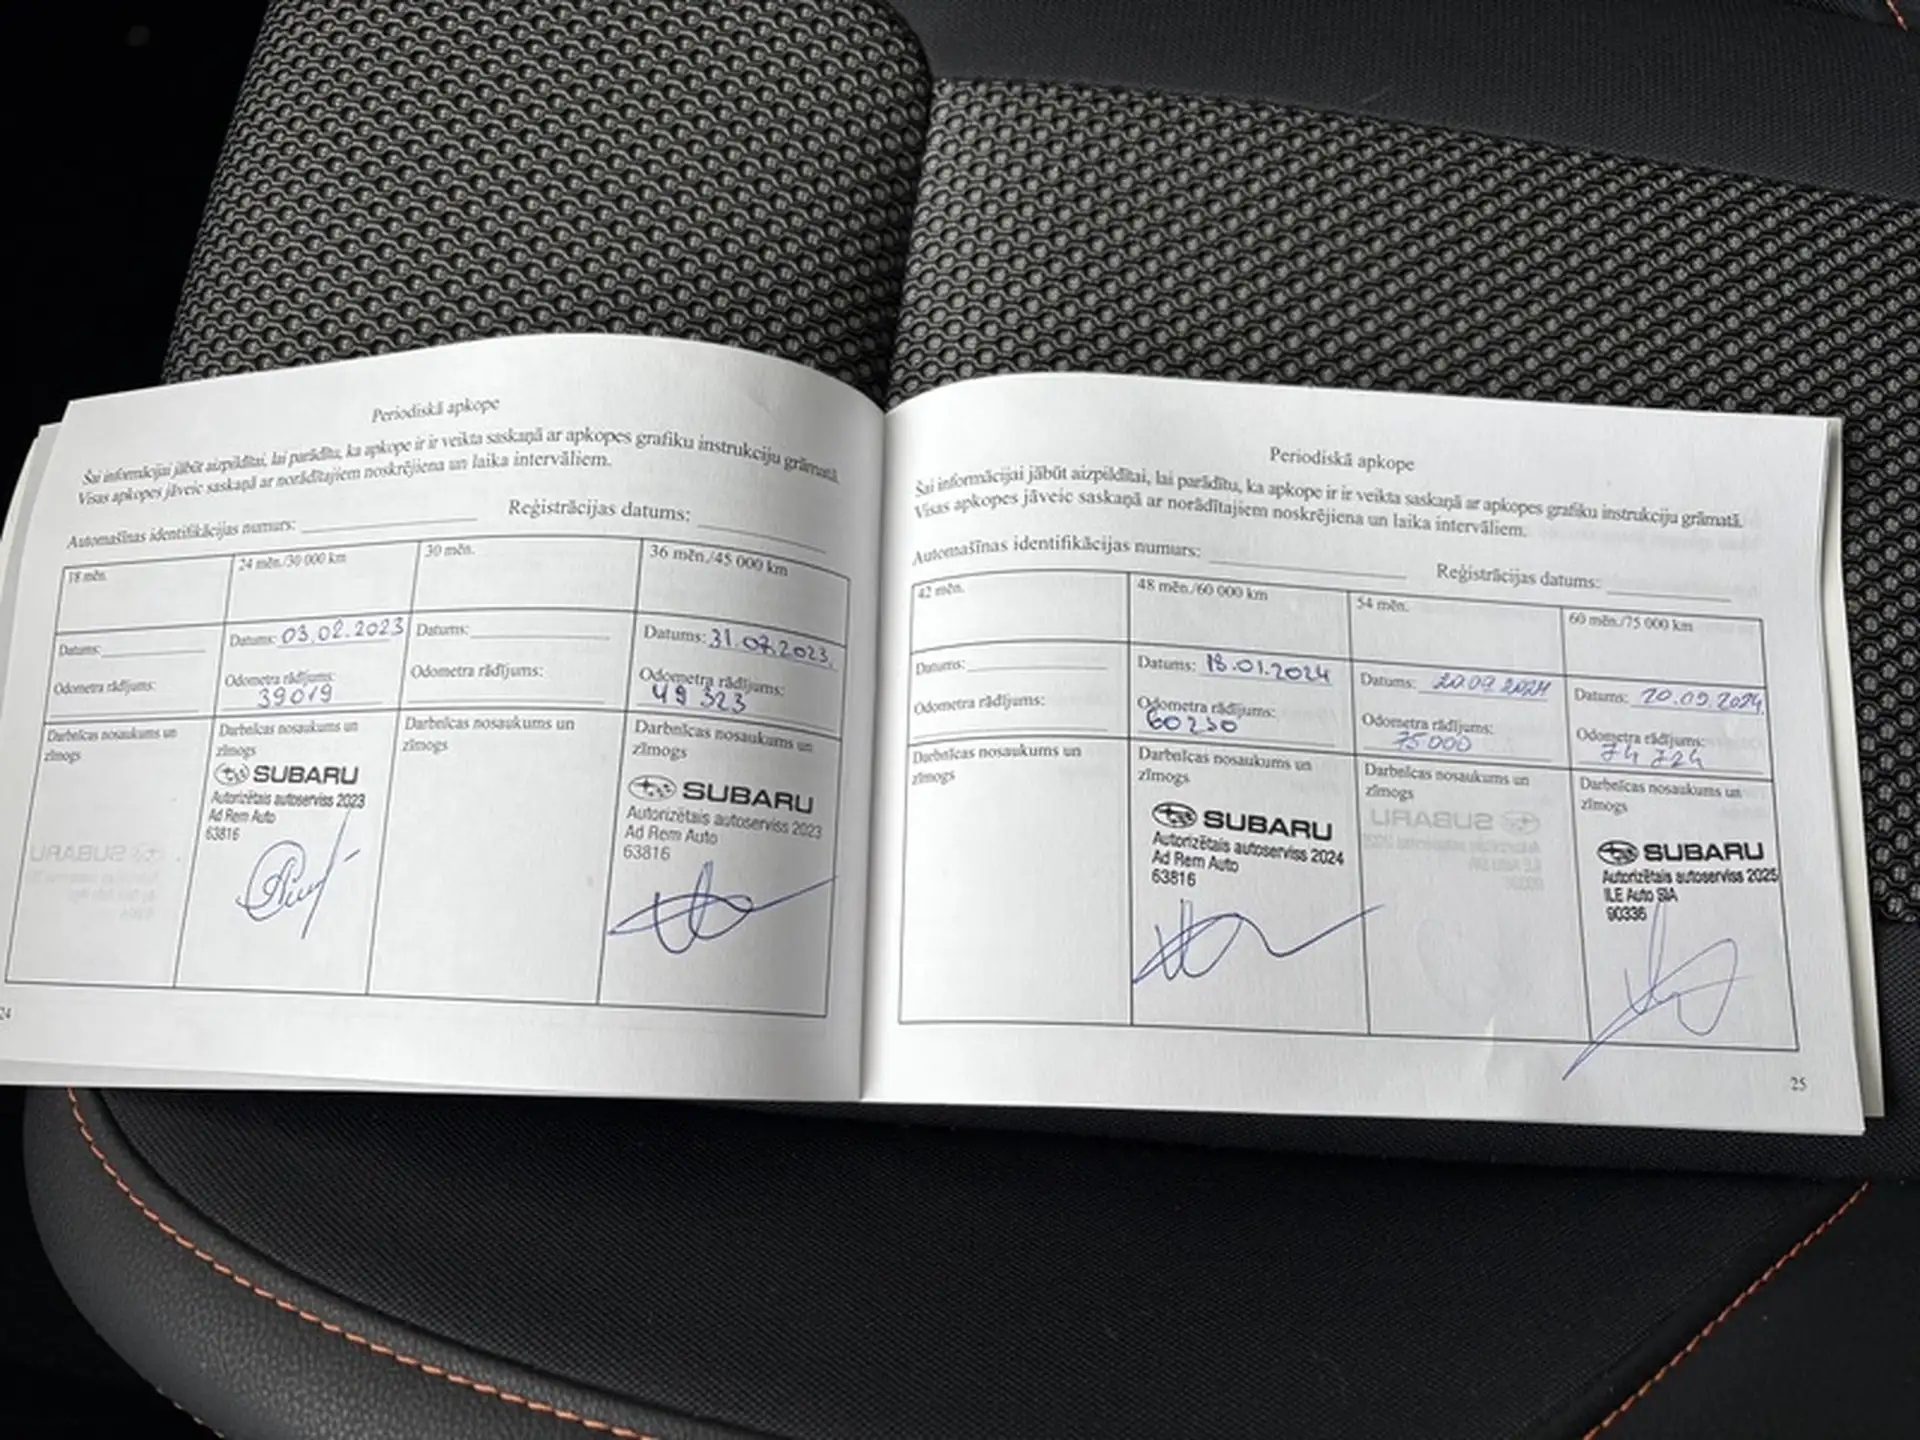 Periodiskā apkope
Šai informācijai jābūt aizpildītai, lai parādītu, ka apkope ir ir veikta saskaņā ar apkopes grafiku instrukciju grāmatā.
Visas apkopes jāveic saskaņā ar norādītajiem noskrējiena un laika intervāliem.
Automašīnas identifikācijas numurs:
Reģistrācijas datums:
18 mēn.
24 mēn./30 000 km
30 mēn.
36 mēn./45 000 km
Datums:
Datums: 03.02.2023
Datums:
Datums: 31.07.2023.
Odometra rādījums:
Odometra rādījums:
39019
Odometra rādījums:
Odometra rādījums:
49 323
Darbnīcas nosaukums un
zīmogs
Darbnīcas nosaukums un
zīmogs
SUBARU
Autorizētais autoserviss 2023
Ad Rem Auto
63816
Darbnīcas nosaukums un
zīmogs
Darbnīcas nosaukums un
zīmogs
SUBARU
Autorizētais autoserviss 2023
Ad Rem Auto
63816
24
Periodiskā apkope
Šai informācijai jābūt aizpildītai, lai parādītu, ka apkope ir ir veikta saskaņā ar apkopes grafiku instrukciju grāmatā.
Visas apkopes jāveic saskaņā ar norādītajiem noskrējiena un laika intervāliem.
Automašīnas identifikācijas numurs:
Reģistrācijas datums:
42 mēn.
48 mēn./60 000 km
54 mēn.
60 mēn./75 000 km
Datums:
Datums: 18.01.2024
Datums: 20.09.2024
Datums: 20.09.2024.
Odometra rādījums:
Odometra rādījums:
60230
Odometra rādījums:
75000
Odometra rādījums:
74 724
Darbnīcas nosaukums un
zīmogs
Darbnīcas nosaukums un
zīmogs
SUBARU
Autorizētais autoserviss 2024
Ad Rem Auto
63816
Darbnīcas nosaukums un
zīmogs
Darbnīcas nosaukums un
zīmogs
SUBARU
Autorizētais autoserviss 2025
ILE Auto SIA
90336
25